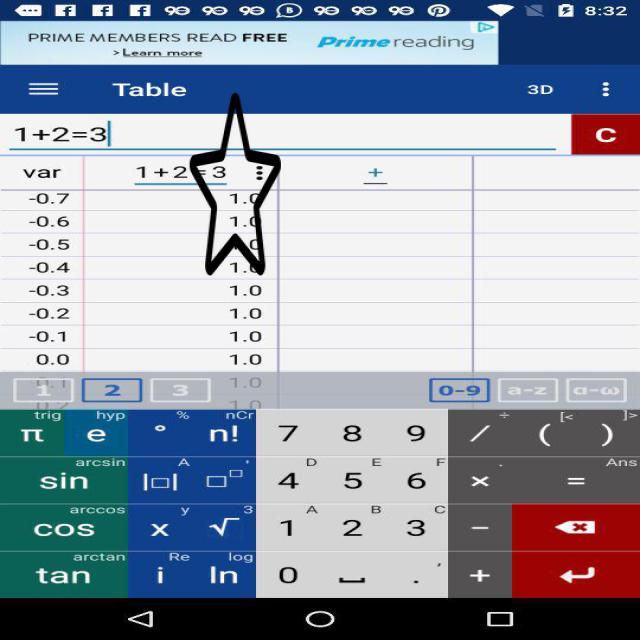 8:32
PRIME MEMBERS READ FREE
> Learn more
Prime reading
Table
3D
1+2=3
C
var 1+2=3 +
-0.7 1.0
-0.6 1.0
-0.5 1.0
-0.4 1.0
-0.3 1.0
-0.2 1.0
-0.1 1.0
0.0 1.0
0.1 1.0
1 2 3 0-9 a-z α-ω
trig hyp % nCr ÷ [< ]>
π e ° n! 7 8 9 / ( )
arcsin A ' D E F . Ans
sin |□| □□ 4 5 6 × =
arccos y 3 A B C
cos x √ 1 2 3 −
arctan Re log ,
tan i ln 0 . +